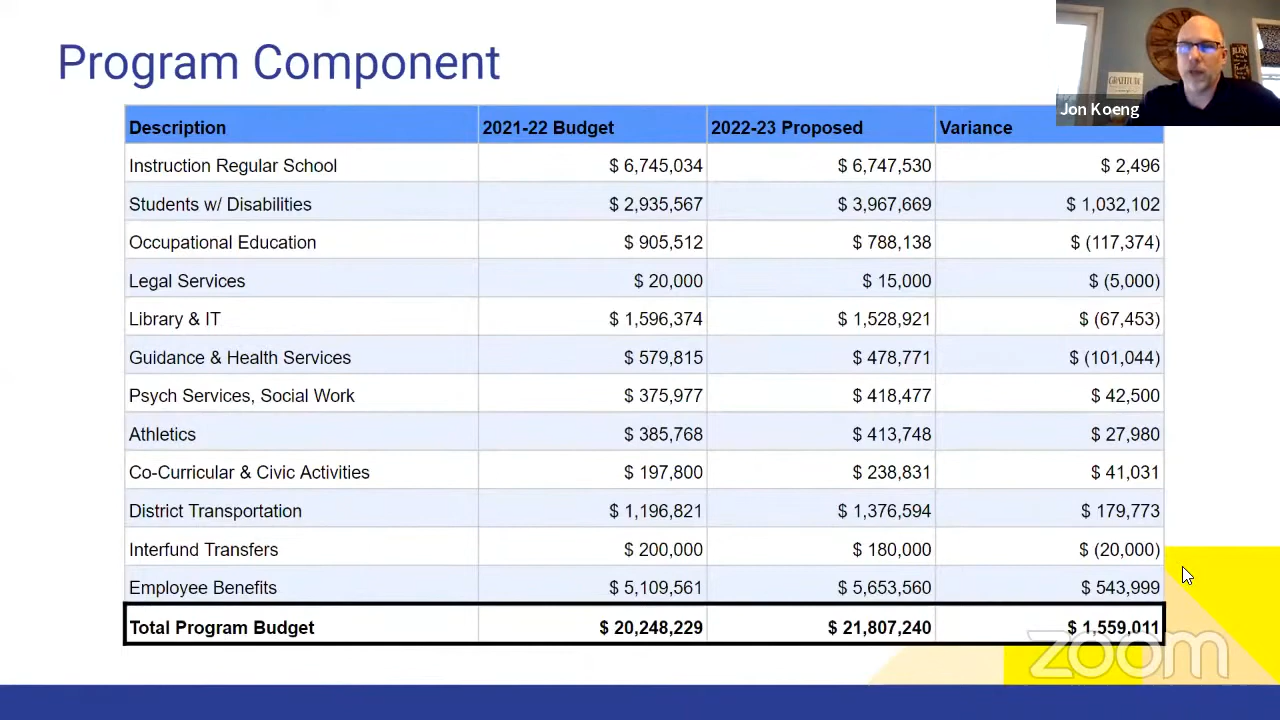 Program Component
Jon Koeng
GRATITUDE
BLESS
Description 2021-22 Budget 2022-23 Proposed Variance
Instruction Regular School $ 6,745,034 $ 6,747,530 $ 2,496
Students w/ Disabilities $ 2,935,567 $ 3,967,669 $ 1,032,102
Occupational Education $ 905,512 $ 788,138 $ (117,374)
Legal Services $ 20,000 $ 15,000 $ (5,000)
Library & IT $ 1,596,374 $ 1,528,921 $ (67,453)
Guidance & Health Services $ 579,815 $ 478,771 $ (101,044)
Psych Services, Social Work $ 375,977 $ 418,477 $ 42,500
Athletics $ 385,768 $ 413,748 $ 27,980
Co-Curricular & Civic Activities $ 197,800 $ 238,831 $ 41,031
District Transportation $ 1,196,821 $ 1,376,594 $ 179,773
Interfund Transfers $ 200,000 $ 180,000 $ (20,000)
Employee Benefits $ 5,109,561 $ 5,653,560 $ 543,999
Total Program Budget $ 20,248,229 $ 21,807,240 $ 1,559,011
zoom